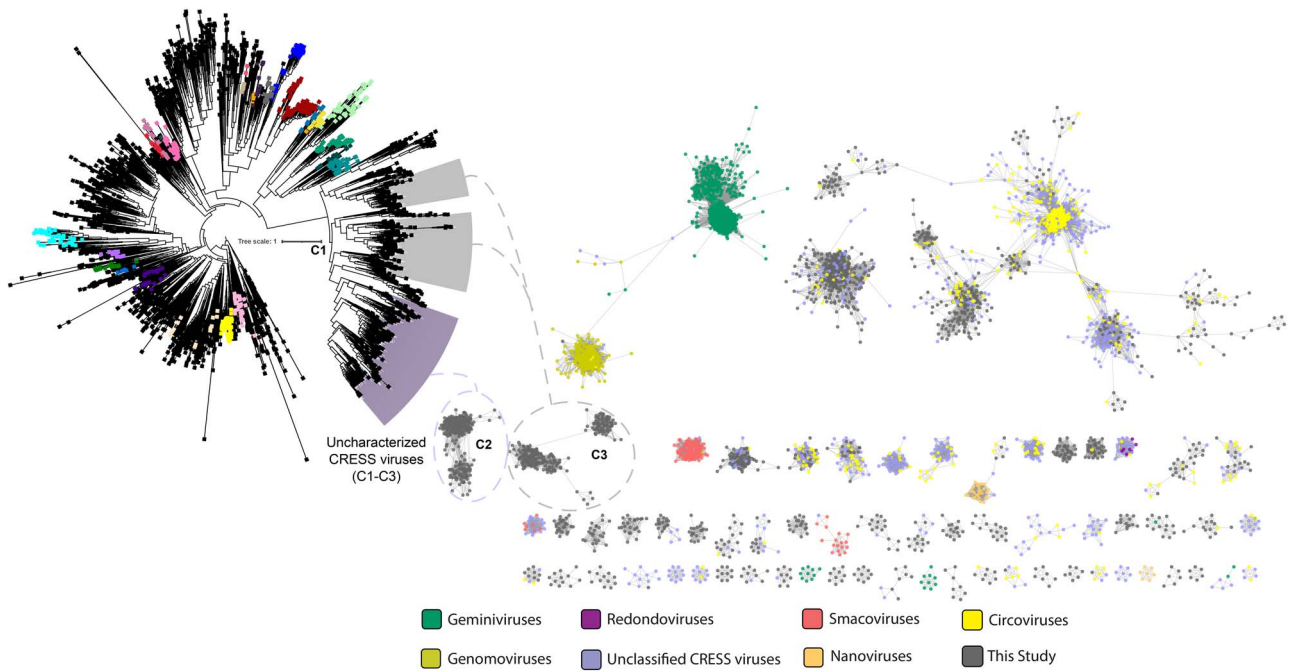 Tree scale: 1
C1
Uncharacterized
CRESS viruses
(C1-C3)
C2
C3
Geminiviruses
Redondoviruses
Smacoviruses
Circoviruses
Genomoviruses
Unclassified CRESS viruses
Nanoviruses
This Study